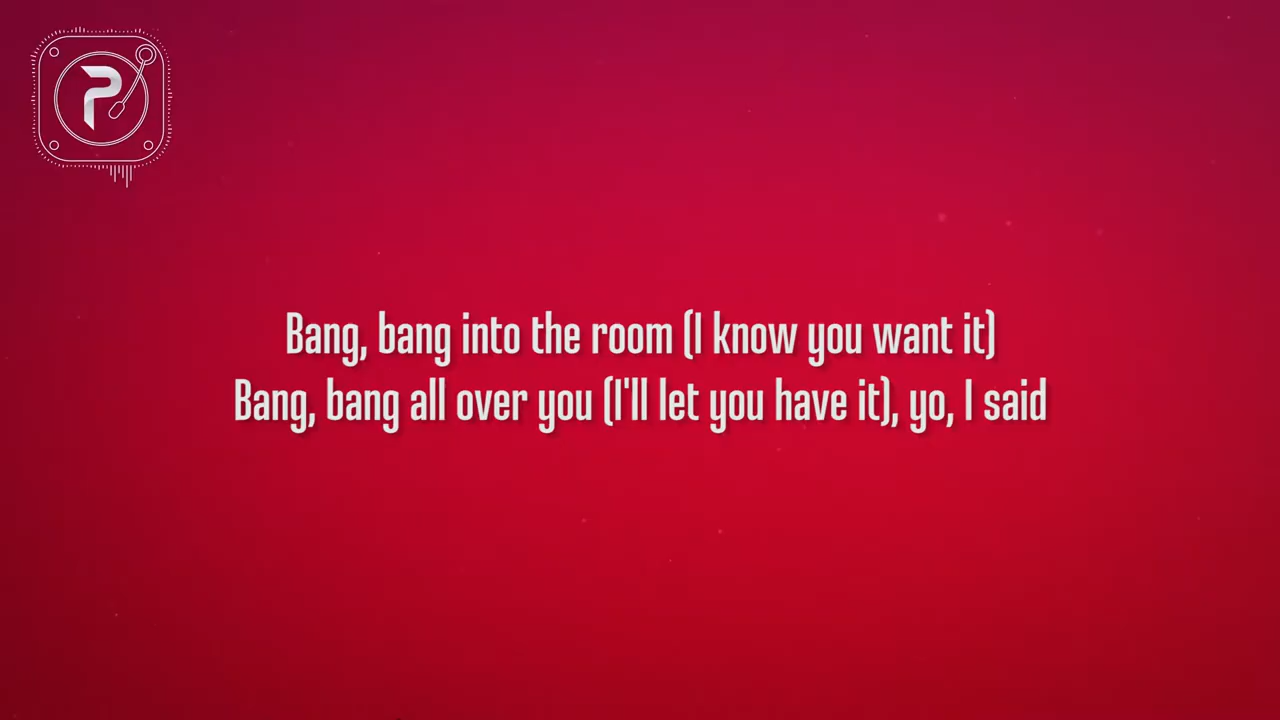 P
Bang, bang into the room (I know you want it)
Bang, bang all over you (I'll let you have it), yo, I said